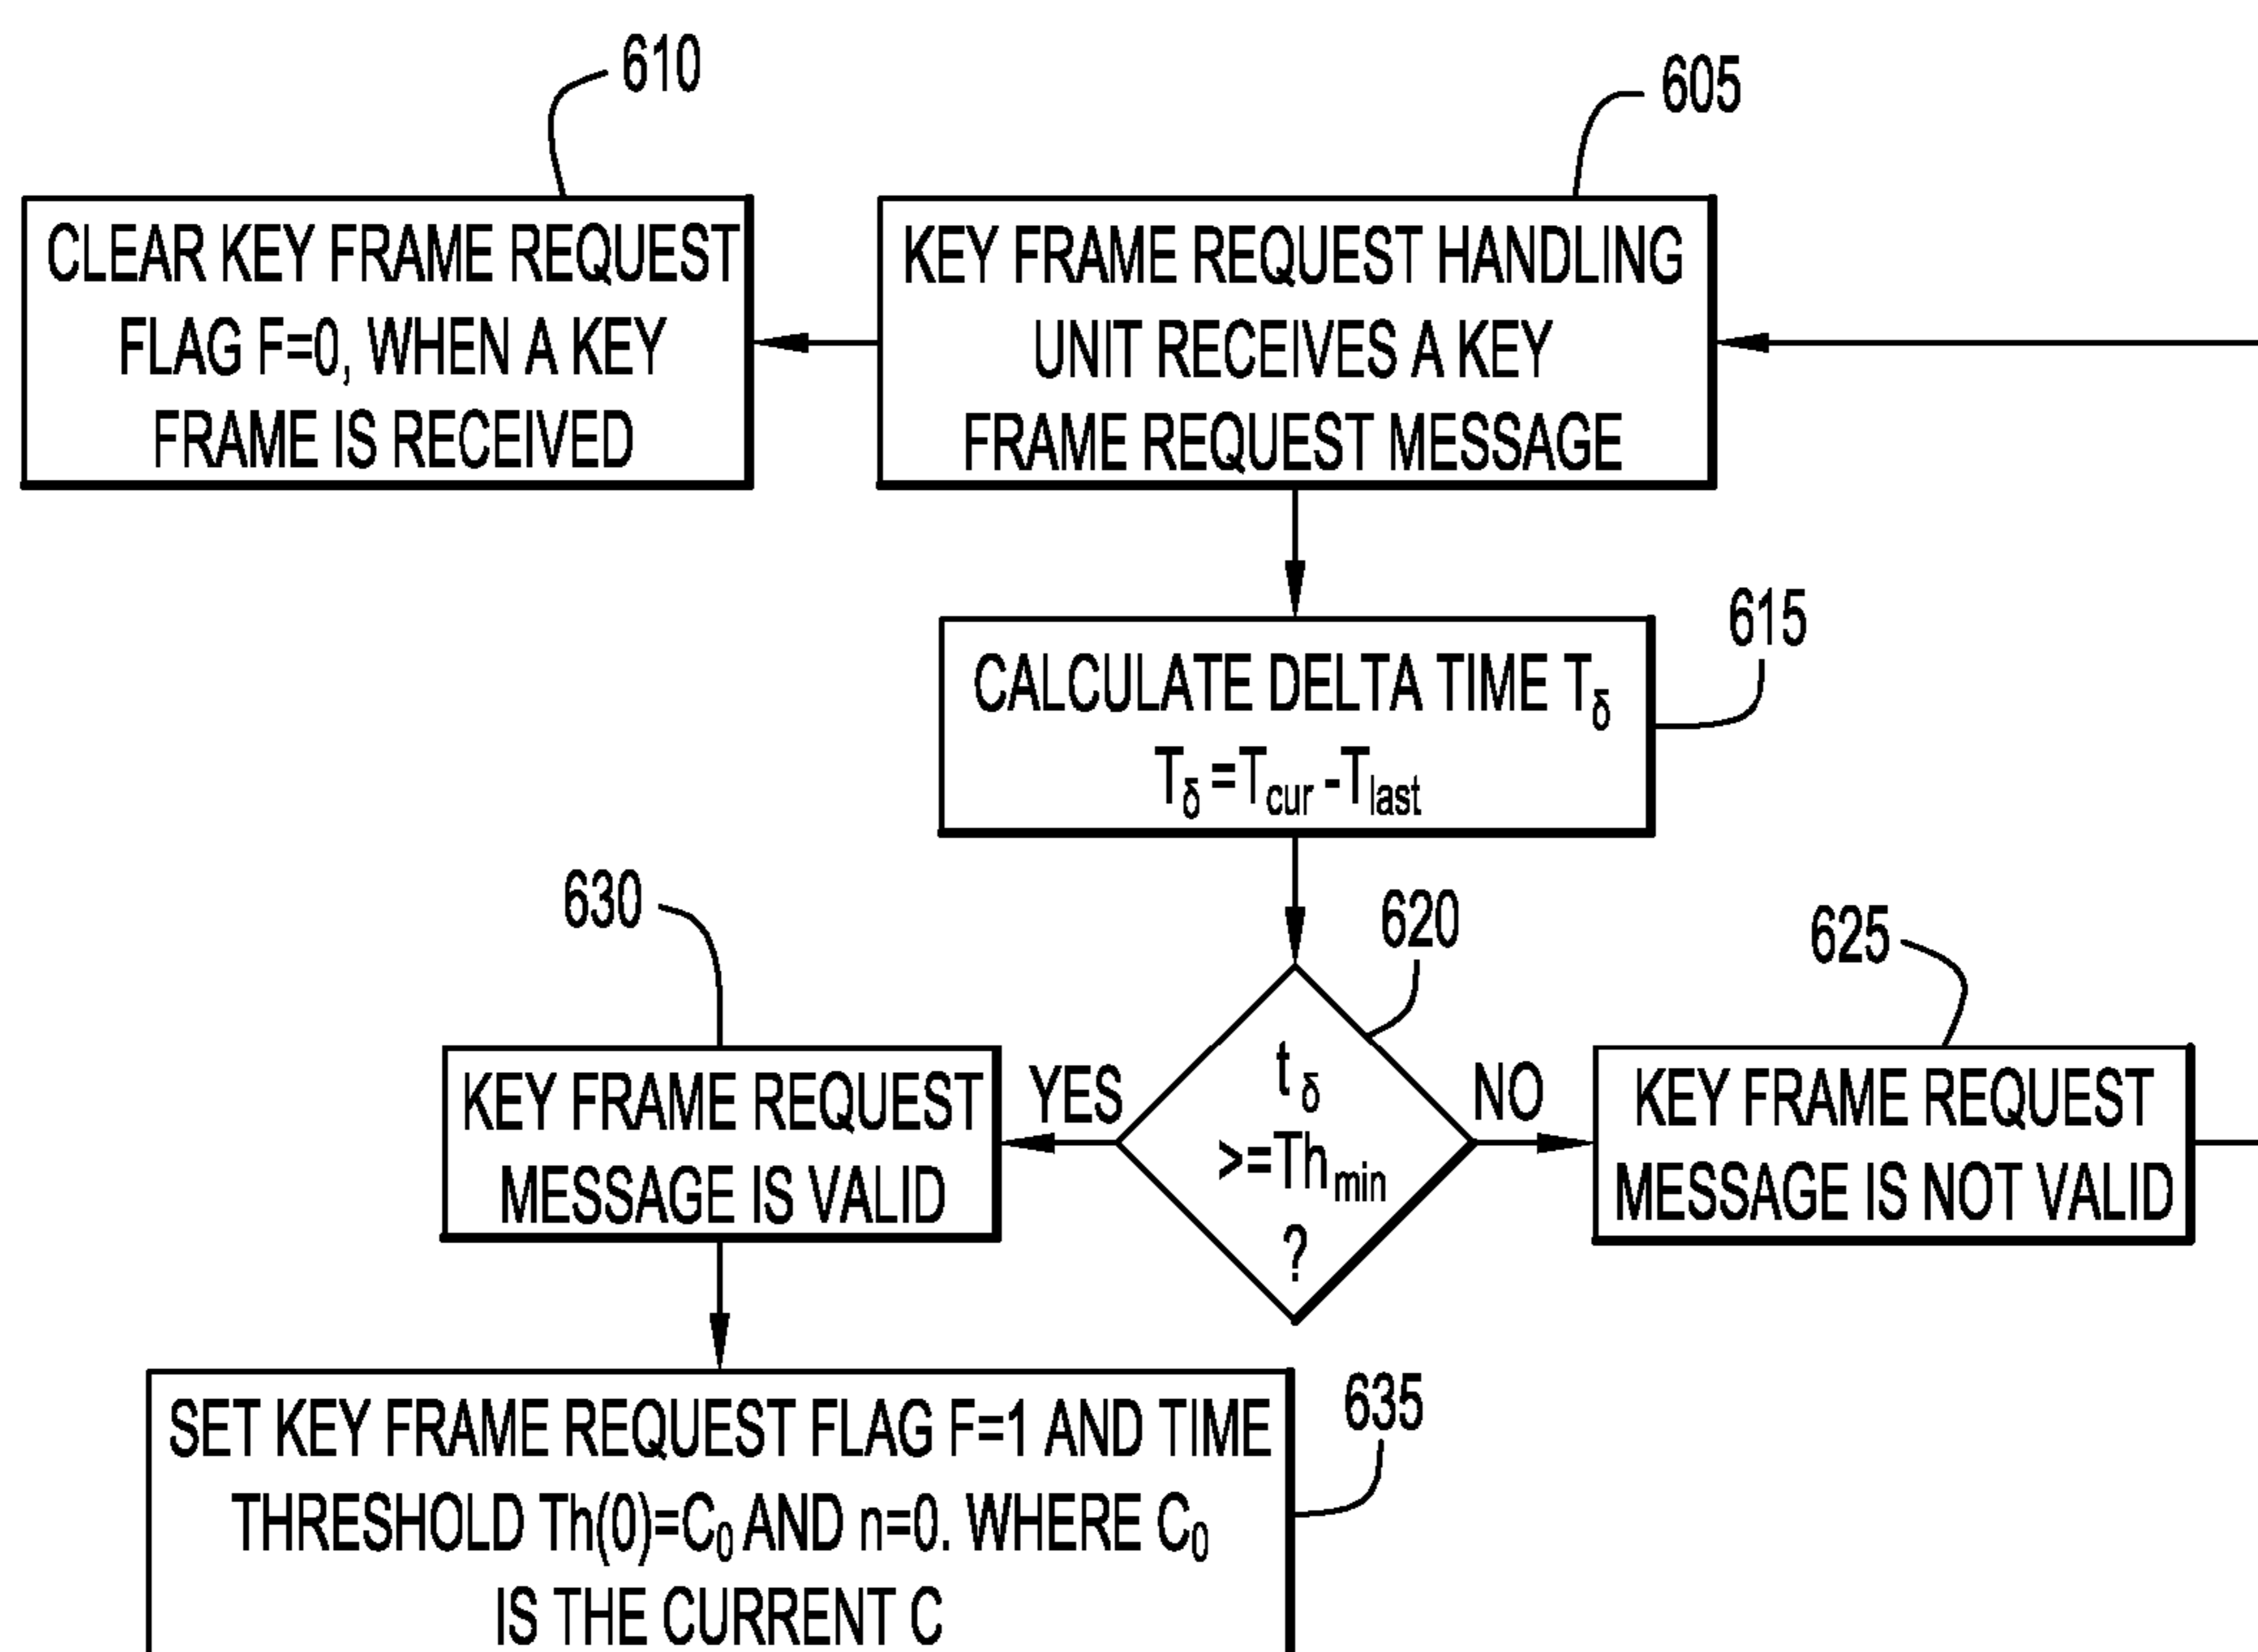 610
605
CLEAR KEY FRAME REQUEST
FLAG F=0, WHEN A KEY
FRAME IS RECEIVED
KEY FRAME REQUEST HANDLING
UNIT RECEIVES A KEY
FRAME REQUEST MESSAGE
615
CALCULATE DELTA TIME Tδ
Tδ =Tcur -Tlast
630
620
625
KEY FRAME REQUEST
MESSAGE IS VALID
YES
tδ
>=Thmin
?
NO
KEY FRAME REQUEST
MESSAGE IS NOT VALID
635
SET KEY FRAME REQUEST FLAG F=1 AND TIME
THRESHOLD Th(0)=C0 AND n=0. WHERE C0
IS THE CURRENT C